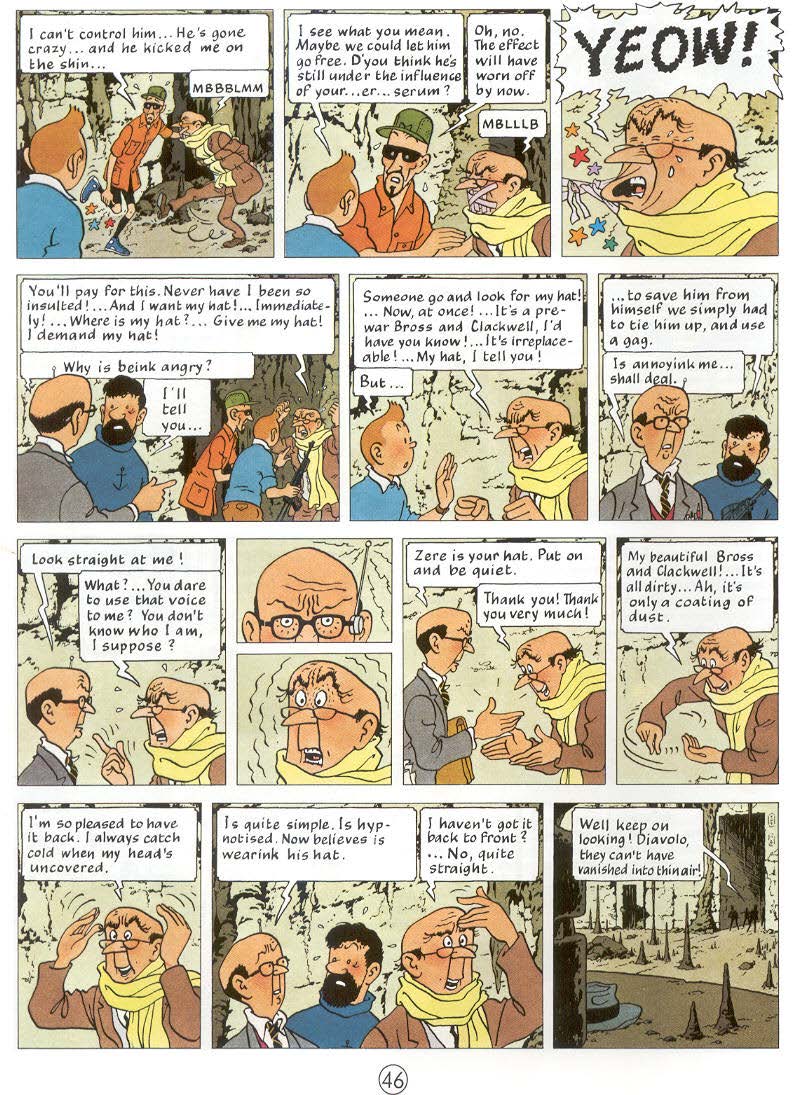 I can't control him... He's gone
crazy... and he kicked me on
the shin...
MBBBLMM
I see what you mean.
Maybe we could let him
go free. D'you think he's
still under the influence
of your...er... serum?
Oh, no.
The effect
will have
worn off
by now.
MBLLLB
YEOW!
You'll pay for this. Never have I been so
insulted!...And I want my hat!... Immediate-
ly!...Where is my hat?... Give me my hat!
I demand my hat!
Why is beink angry?
I'll
tell
you...
Someone go and look for my hat!
... Now, at once!...It's a pre-
war Bross and Clackwell, I'd
have you know!...It's irreplace-
able!...My hat, I tell you!
But...
...to save him from
himself we simply had
to tie him up, and use
a gag.
Is annoyink me...
shall deal.
Look straight at me!
What?...You dare
to use that voice
to me? You don't
know who I am,
I suppose?
Zere is your hat. Put on
and be quiet.
Thank you! Thank
you very much!
My beautiful Bross
and Clackwell!...It's
all dirty... Ah, it's
only a coating of
dust.
I'm so pleased to have
it back. I always catch
cold when my head's
uncovered.
Is quite simple. Is hyp-
notised. Now believes is
wearink his hat.
I haven't got it
back to front?
... No, quite
straight.
Well keep on
looking! Diavolo,
they can't have
vanished into thin air!
46